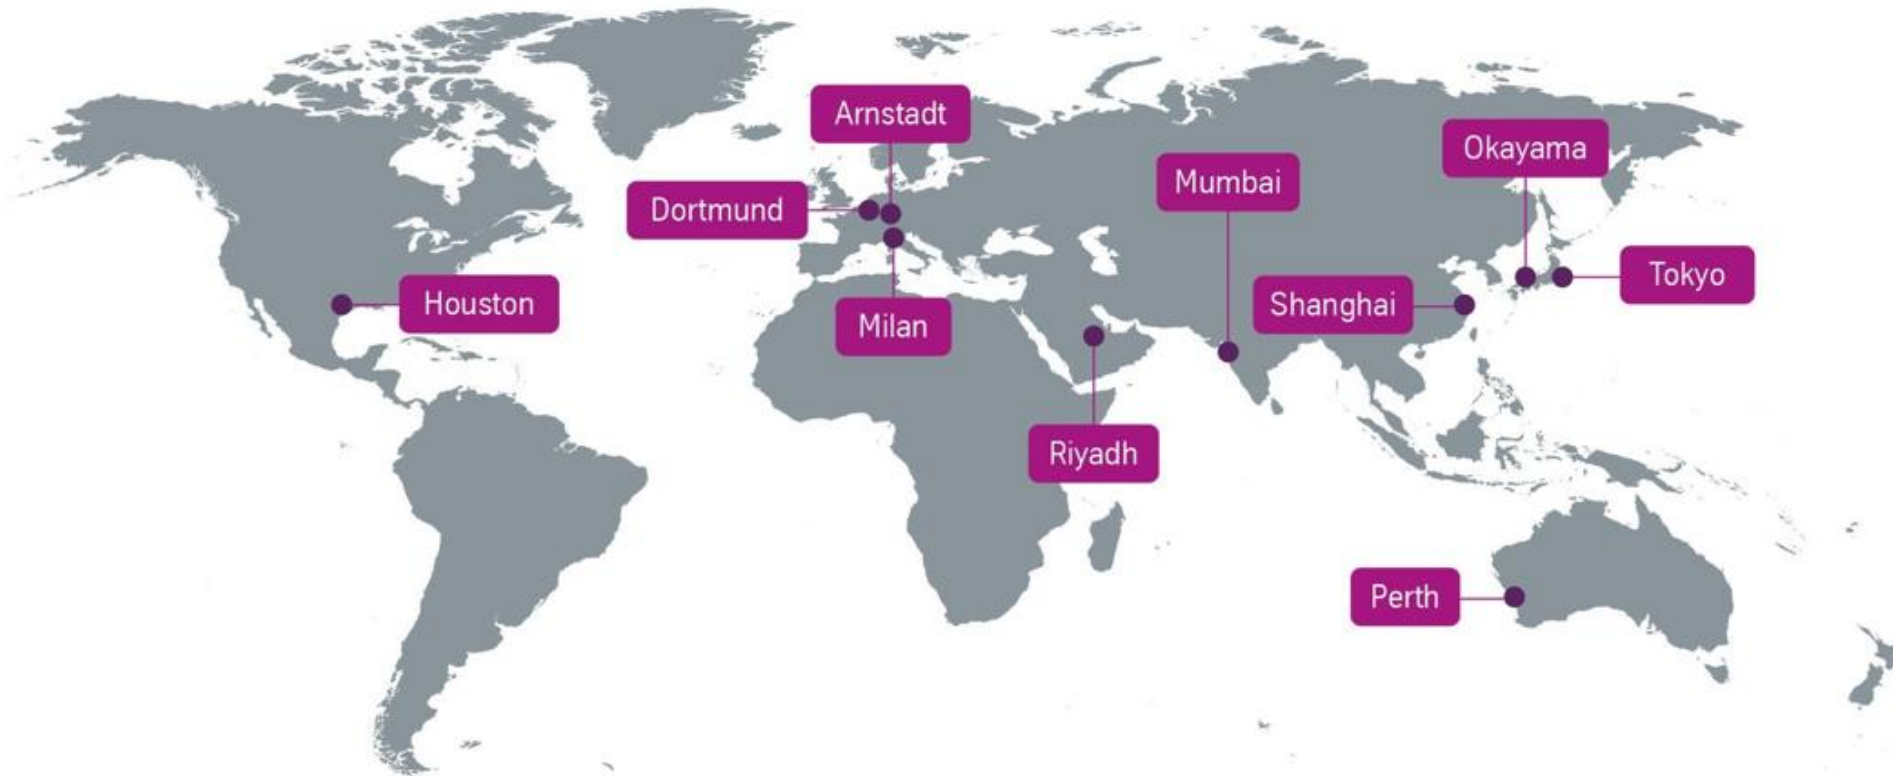 Arnstadt
Okayama
Mumbai
Dortmund
Tokyo
Houston
Shanghai
Milan
Riyadh
Perth